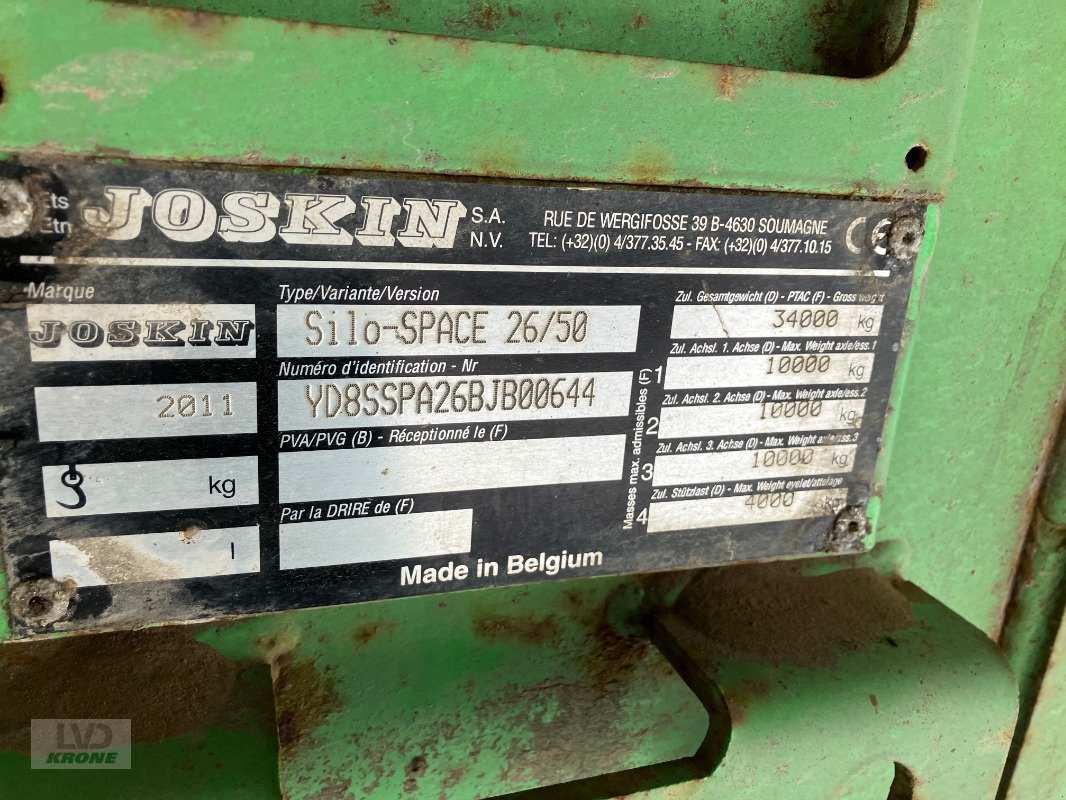 Ets
Etn
JOSKIN
S.A.
N.V.
RUE DE WERGIFOSSE 39 B-4630 SOUMAGNE
TEL: (+32)(0) 4/377.35.45 - FAX: (+32)(0) 4/377.10.15
CE
Marque
JOSKIN
2011
kg
l
Type/Variante/Version
Silo-SPACE 26/50
Numéro d'identification - Nr
YD8SSPA26BJB00644
PVA/PVG (B) - Réceptionné le (F)
Par la DRIRE de (F)
Made in Belgium
Masses max. admissibles (F)
Zul. Gesamtgewicht (D) - PTAC (F) - Gross weight
34000 kg
Zul. Achsl. 1. Achse (D) - Max. Weight axle/ess.1
1 10000 kg
Zul. Achsl. 2. Achse (D) - Max. Weight axle/ess.2
2 10000 kg
Zul. Achsl. 3. Achse (D) - Max. Weight axle/ess.3
3 10000 kg
Zul. Stützlast (D) - Max. Weight eyelet/attelage
4 4000 kg
LVD
KRONE